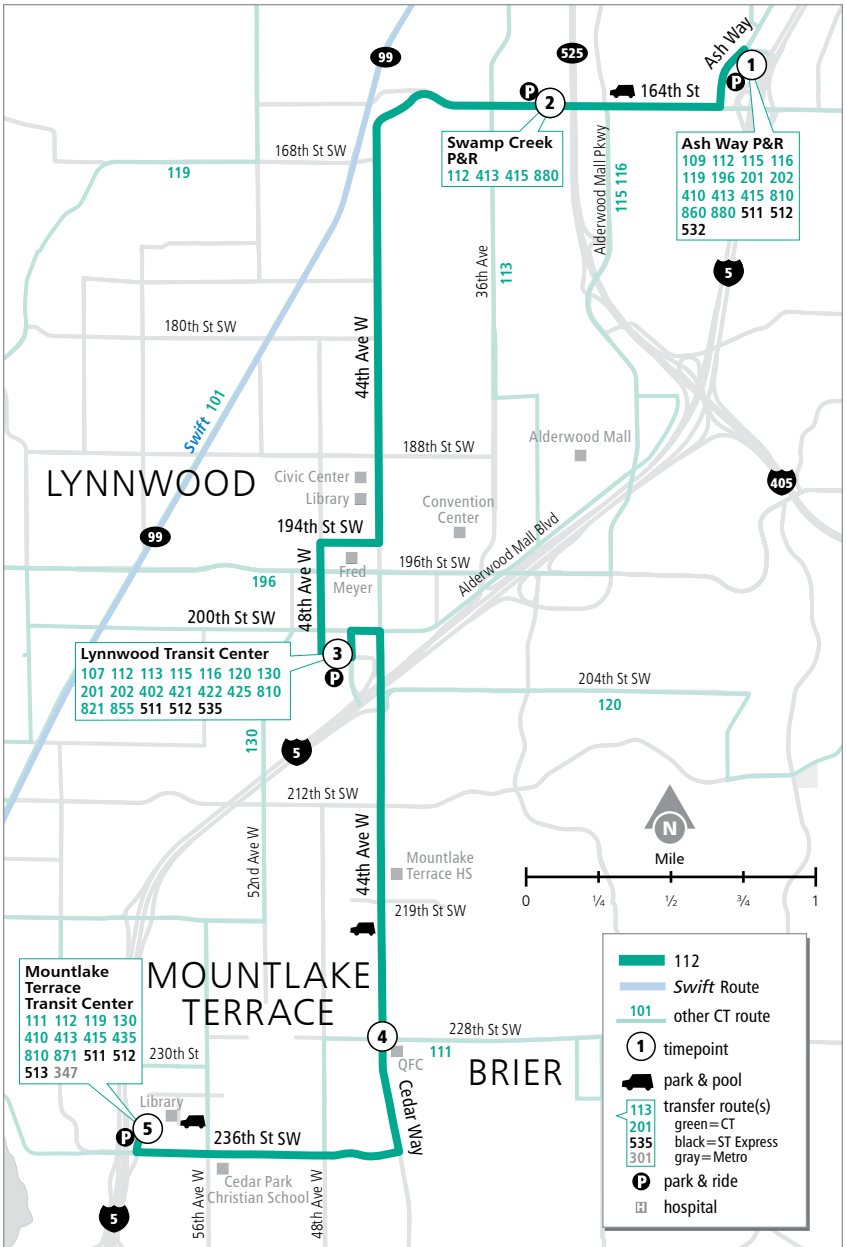 99
525
Ash Way
1
P
P
2
164th St
Swamp Creek
P&R
112 413 415 880
Ash Way P&R
109 112 115 116
119 196 201 202
410 413 415 810
860 880 511 512
532
168th St SW
119
Alderwood Mall Pkwy
115 116
36th Ave
113
5
180th St SW
44th Ave W
Swift 101
188th St SW
Alderwood Mall
LYNNWOOD
Civic Center
Library
Convention
Center
405
99
194th St SW
48th Ave W
Fred
Meyer
196th St SW
Alderwood Mall Blvd
196
200th St SW
Lynnwood Transit Center
107 112 113 115 116 120 130
201 202 402 421 422 425 810
821 855 511 512 535
3
P
204th St SW
120
130
5
212th St SW
52nd Ave W
44th Ave W
Mountlake
Terrace HS
219th St SW
N
Mile
0 ¼ ½ ¾ 1
MOUNTLAKE
TERRACE
Mountlake
Terrace
Transit Center
111 112 119 130
410 413 415 435
810 871 511 512
513 347
230th St
4
228th St SW
QFC
111
BRIER
Cedar Way
Library
5
P
236th St SW
Cedar Park
Christian School
56th Ave W
48th Ave W
5
112
Swift Route
101
other CT route
1
timepoint
park & pool
113
201
535
301
transfer route(s)
green=CT
black=ST Express
gray=Metro
P
park & ride
H
hospital